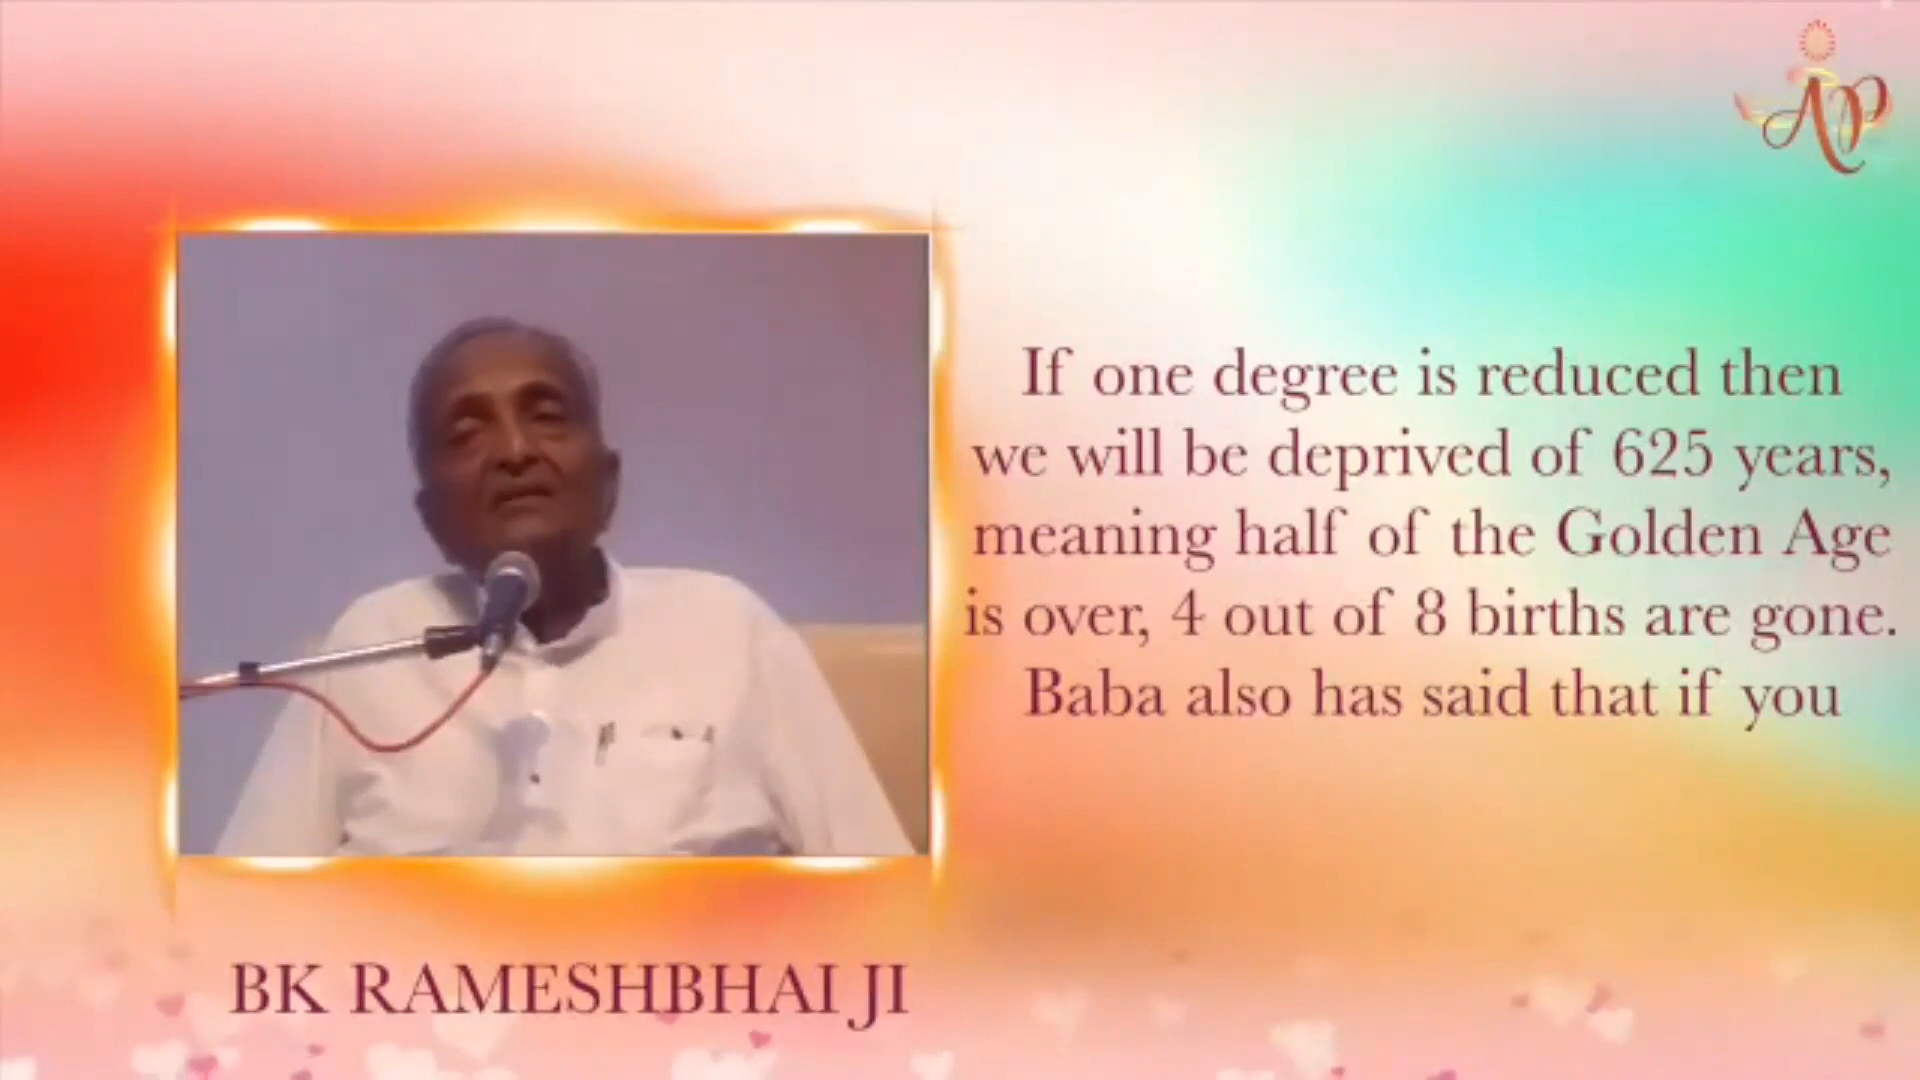 AP
If one degree is reduced then
we will be deprived of 625 years,
meaning half of the Golden Age
is over, 4 out of 8 births are gone.
Baba also has said that if you
BK RAMESHBHAI JI